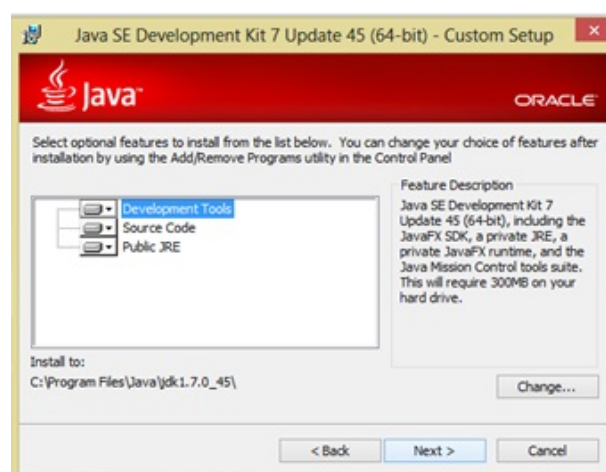 Java SE Development Kit 7 Update 45 (64-bit) - Custom Setup
Java
ORACLE
Select optional features to install from the list below. You can change your choice of features after
installation by using the Add/Remove Programs utility in the Control Panel
Development Tools
Source Code
Public JRE
Feature Description
Java SE Development Kit 7
Update 45 (64-bit), including the
JavaFX SDK, a private JRE, a
private JavaFX runtime, and the
Java Mission Control tools suite.
This will require 300MB on your
hard drive.
Install to:
C:\Program Files\Java\jdk1.7.0_45\
Change...
< Back
Next >
Cancel